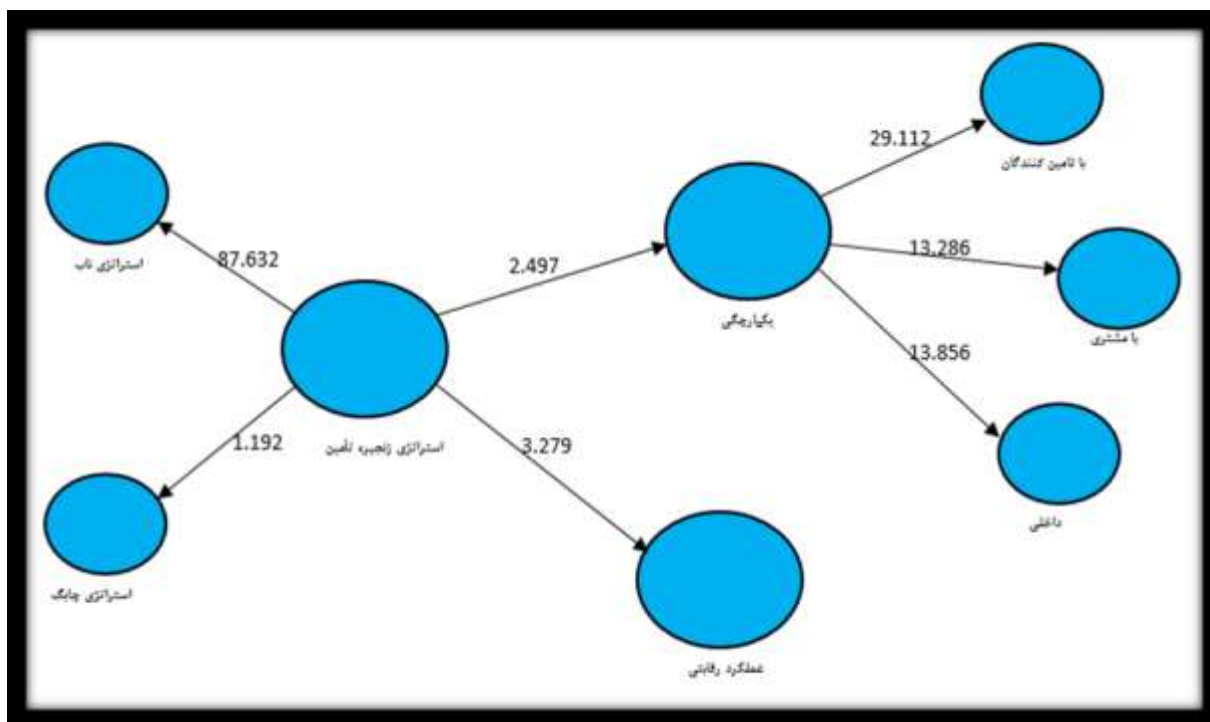 با تامین کنندگان
29.112
87.632
استراتژی ناب
2.497
13.286
یکپارچگی
با مشتری
13.856
1.192
استراتژی زنجیره تأمین
3.279
داخلی
استراتژی چابک
عملکرد رقابتی